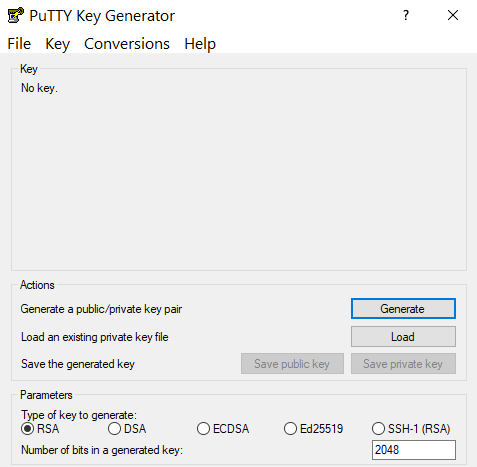 PuTTY Key Generator
?
File Key Conversions Help
Key
No key.
Actions
Generate a public/private key pair Generate
Load an existing private key file Load
Save the generated key Save public key Save private key
Parameters
Type of key to generate:
RSA DSA ECDSA Ed25519 SSH-1 (RSA)
Number of bits in a generated key: 2048